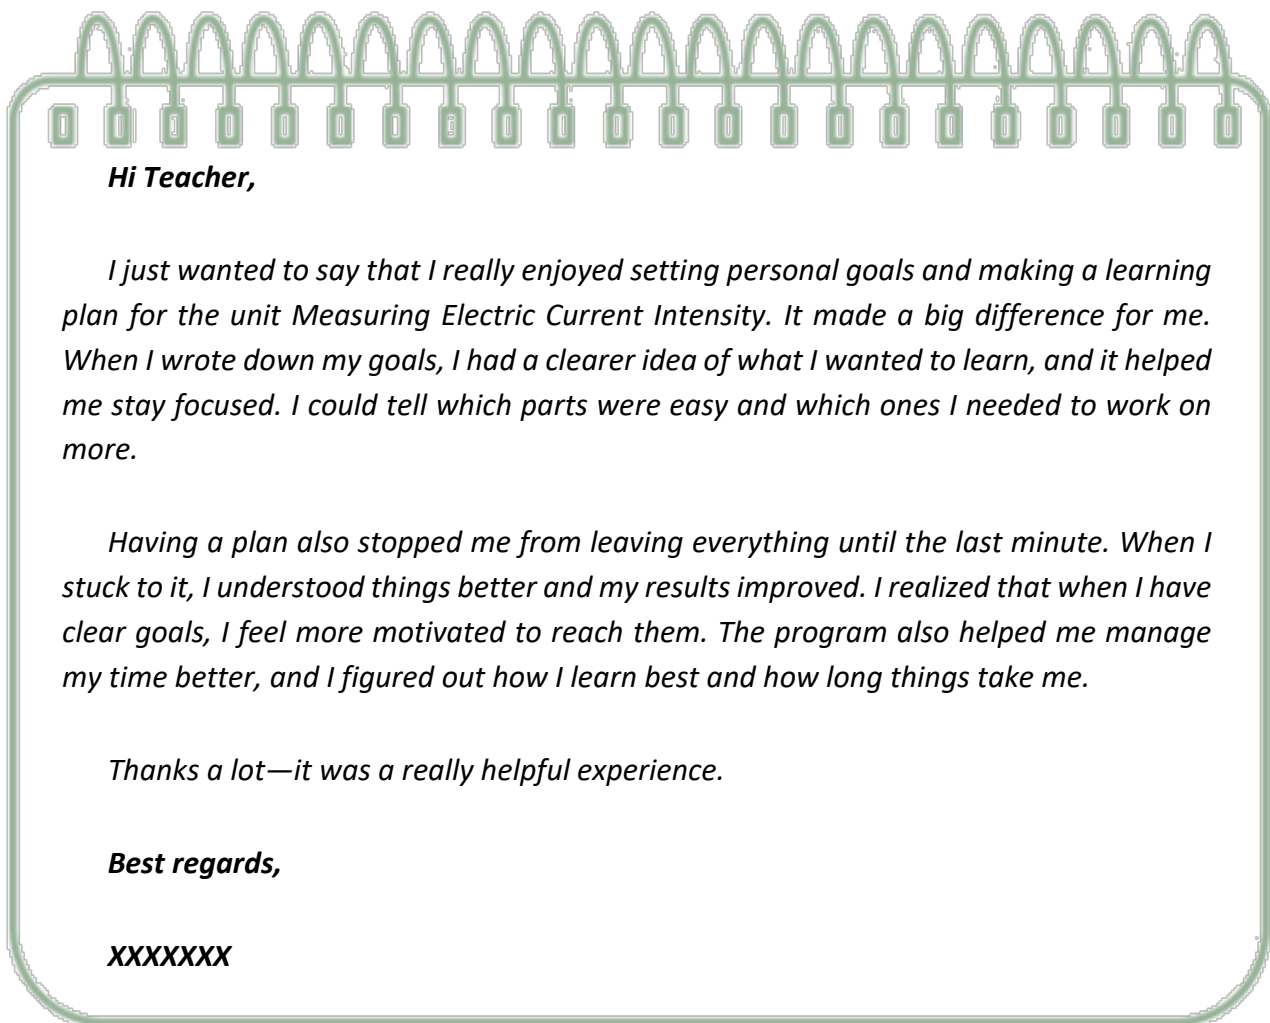 Hi Teacher,
I just wanted to say that I really enjoyed setting personal goals and making a learning
plan for the unit Measuring Electric Current Intensity. It made a big difference for me.
When I wrote down my goals, I had a clearer idea of what I wanted to learn, and it helped
me stay focused. I could tell which parts were easy and which ones I needed to work on
more.
Having a plan also stopped me from leaving everything until the last minute. When I
stuck to it, I understood things better and my results improved. I realized that when I have
clear goals, I feel more motivated to reach them. The program also helped me manage
my time better, and I figured out how I learn best and how long things take me.
Thanks a lot—it was a really helpful experience.
Best regards,
XXXXXXX